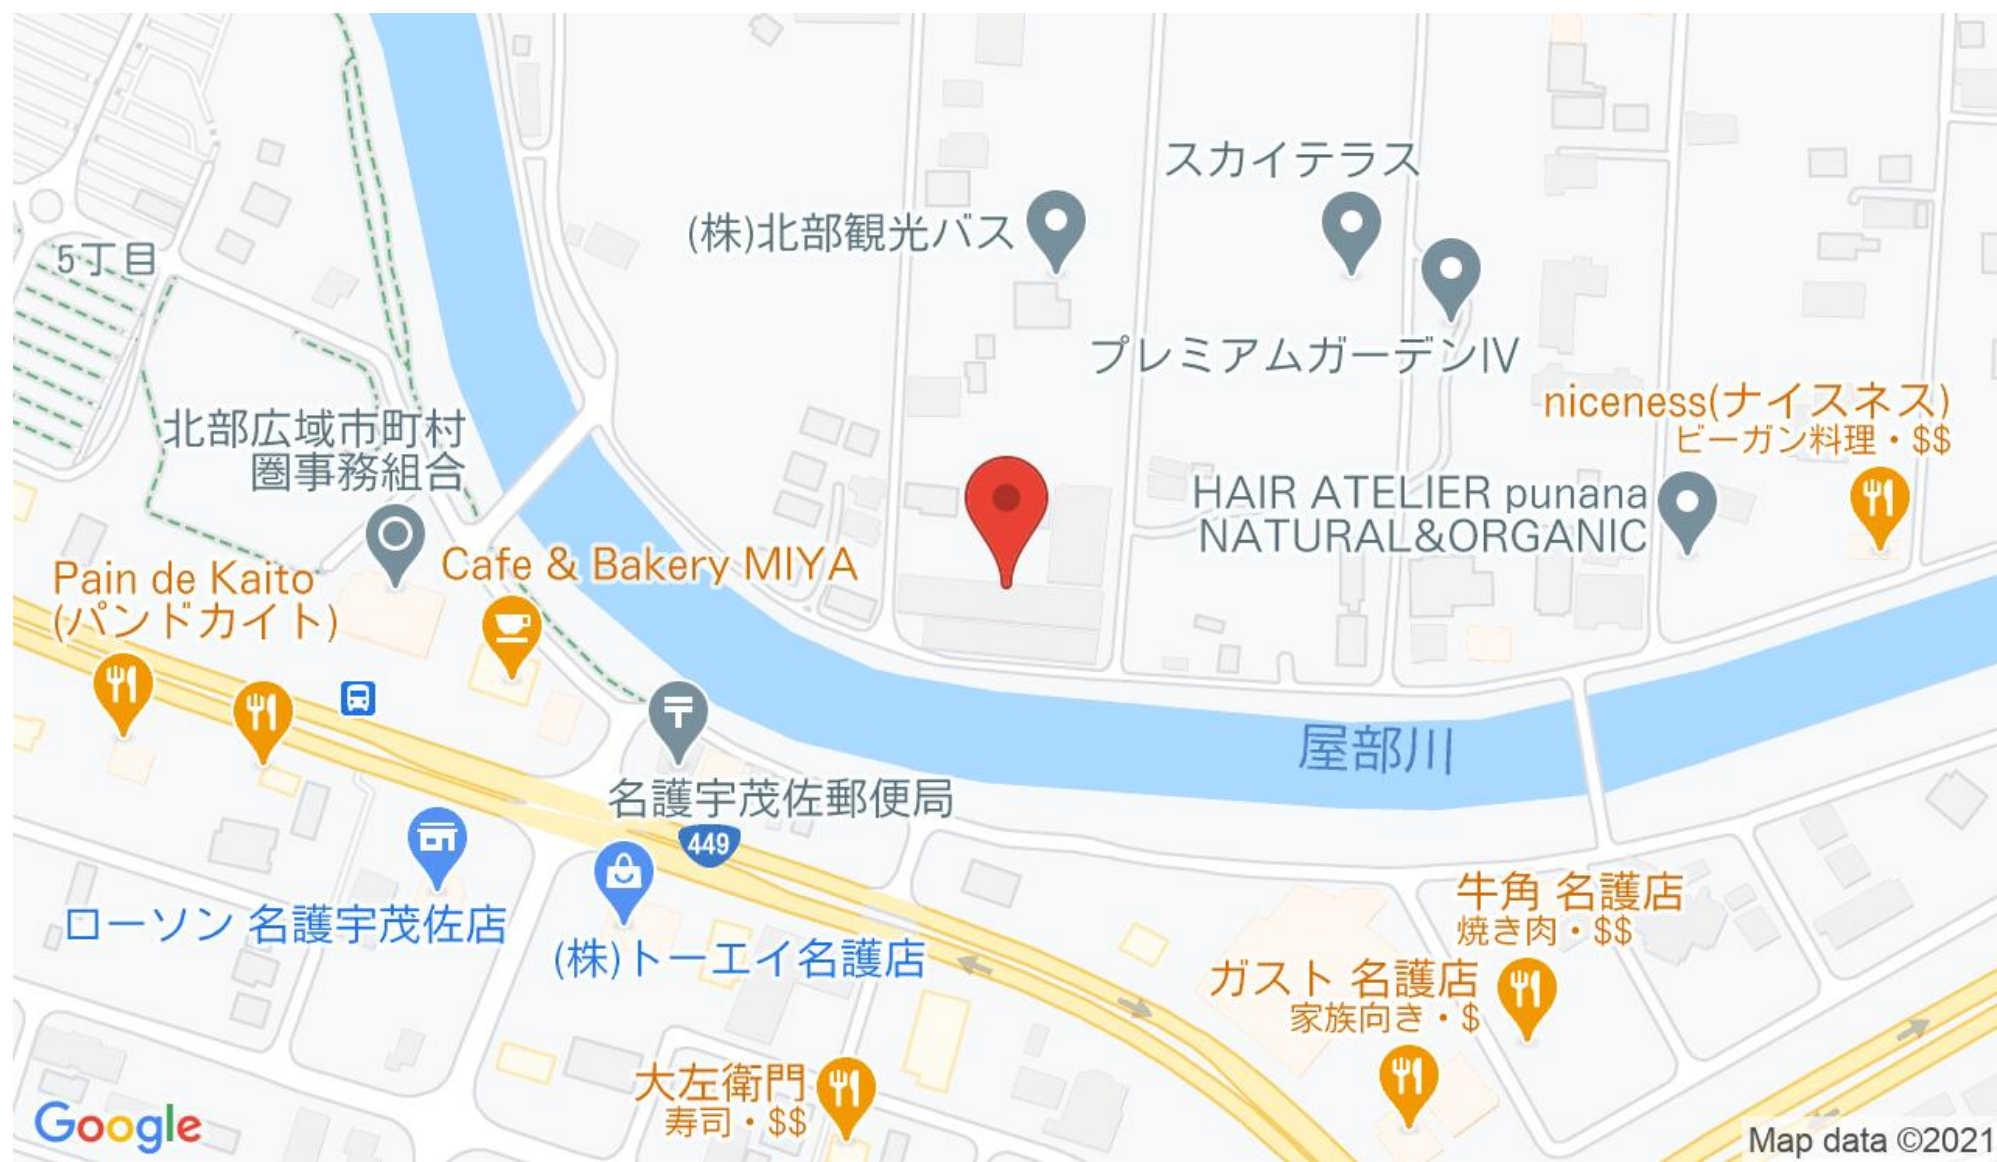 スカイテラス
(株)北部観光バス
5丁目
プレミアムガーデンIV
niceness(ナイスネス)
ビーガン料理・$$
北部広域市町村
圏事務組合
HAIR ATELIER punana
NATURAL&ORGANIC
Cafe & Bakery MIYA
Pain de Kaito
(パンドカイト)
屋部川
名護宇茂佐郵便局
449
牛角 名護店
焼き肉・$$
ローソン 名護宇茂佐店
(株)トーエイ名護店
ガスト 名護店
家族向き・$
大左衛門
寿司・$$
Google
Map data ©2021